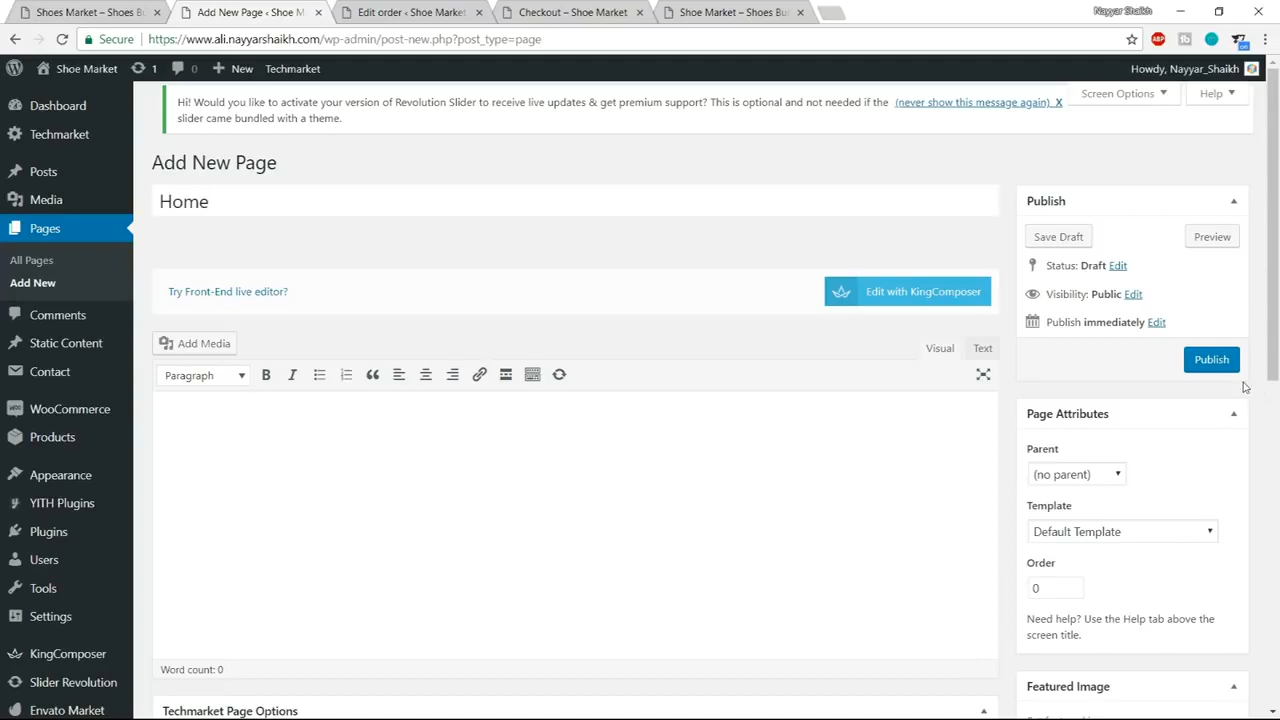 Shoes Market – Shoes B
Add New Page ‹ Shoe M
Edit order ‹ Shoe Market
Checkout – Shoe Market
Shoe Market – Shoes Bu
Nayyar Shaikh
Secure
https://www.ali.nayyarshaikh.com/wp-admin/post-new.php?post_type=page
ABP
on
Shoe Market
1
0
New
Techmarket
Howdy, Nayyar_Shaikh
Dashboard
Techmarket
Posts
Media
Pages
All Pages
Add New
Comments
Static Content
Contact
WooCommerce
Products
Appearance
YITH Plugins
Plugins
Users
Tools
Settings
KingComposer
Slider Revolution
Envato Market
Hi! Would you like to activate your version of Revolution Slider to receive live updates & get premium support? This is optional and not needed if the
slider came bundled with a theme.
(never show this message again) X
Screen Options
Help
Add New Page
Home
Try Front-End live editor?
Edit with KingComposer
Add Media
Visual
Text
Paragraph
B
I
Word count: 0
Techmarket Page Options
Publish
Save Draft
Preview
Status: Draft Edit
Visibility: Public Edit
Publish immediately Edit
Publish
Page Attributes
Parent
(no parent)
Template
Default Template
Order
0
Need help? Use the Help tab above the
screen title.
Featured Image